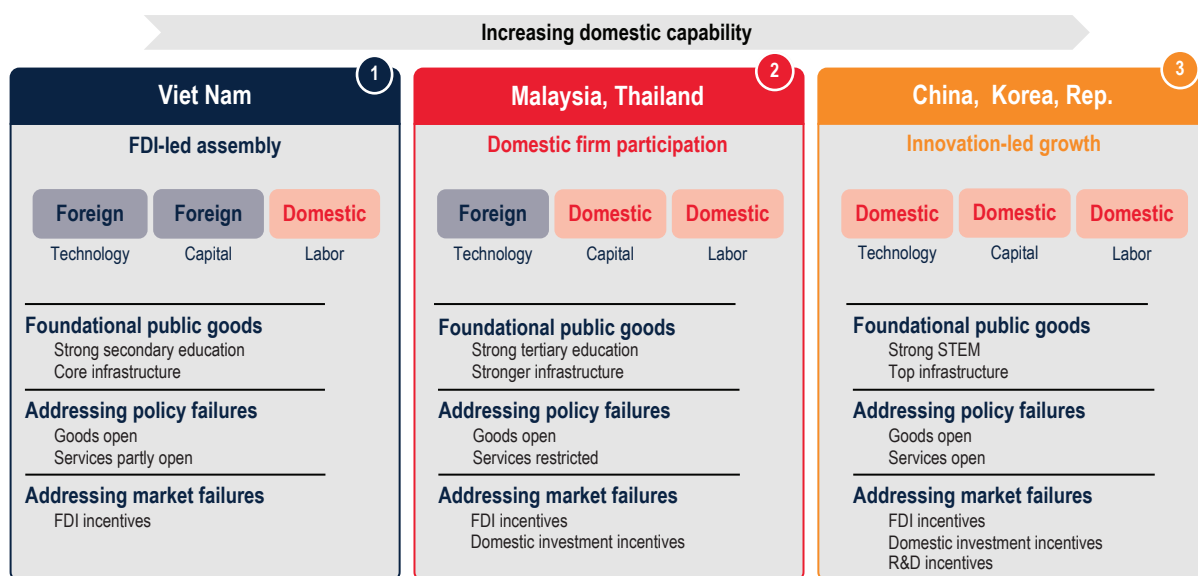 Increasing domestic capability
1
Viet Nam
FDI-led assembly
Foreign
Foreign
Domestic
Technology
Capital
Labor
Foundational public goods
Strong secondary education
Core infrastructure
Addressing policy failures
Goods open
Services partly open
Addressing market failures
FDI incentives
2
Malaysia, Thailand
Domestic firm participation
Foreign
Domestic
Domestic
Technology
Capital
Labor
Foundational public goods
Strong tertiary education
Stronger infrastructure
Addressing policy failures
Goods open
Services restricted
Addressing market failures
FDI incentives
Domestic investment incentives
3
China, Korea, Rep.
Innovation-led growth
Domestic
Domestic
Domestic
Technology
Capital
Labor
Foundational public goods
Strong STEM
Top infrastructure
Addressing policy failures
Goods open
Services open
Addressing market failures
FDI incentives
Domestic investment incentives
R&D incentives